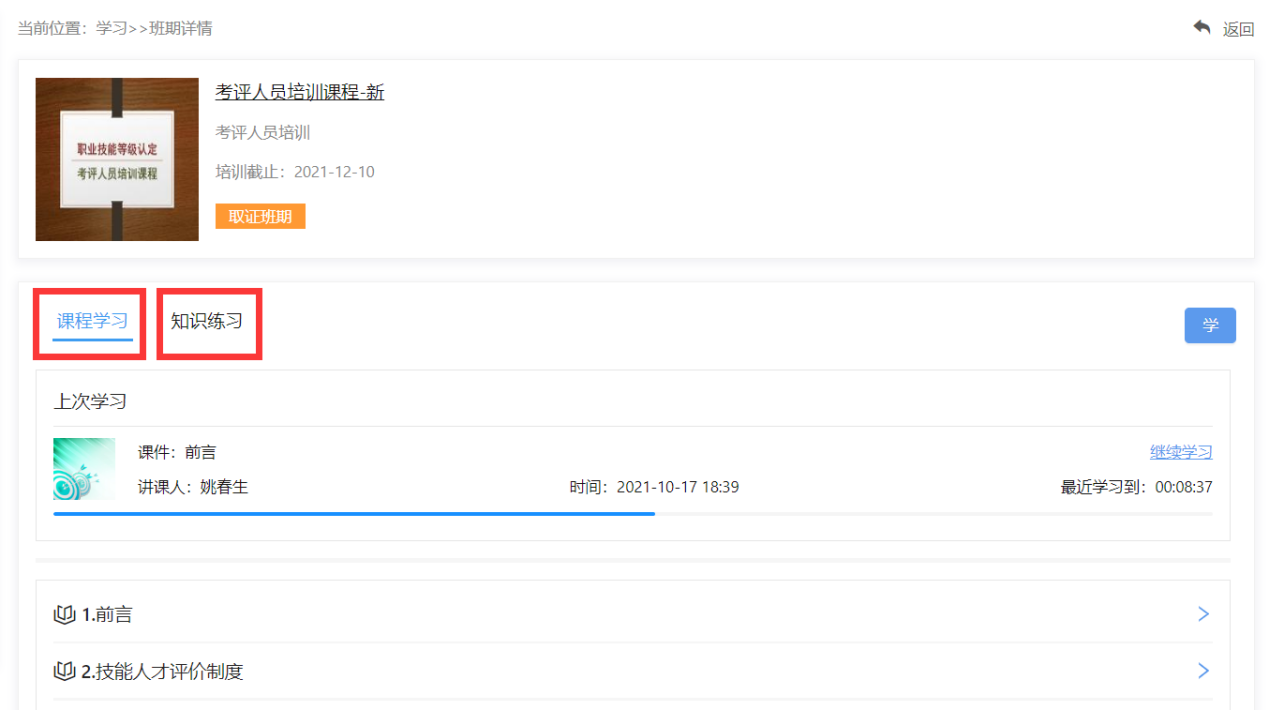 当前位置：学习>>班期详情
返回
考评人员培训课程-新
职业技能等级认定
考评人员培训课程
考评人员培训
培训截止：2021-12-10
取证班期
课程学习
知识练习
学
上次学习
课件：前言
继续学习
讲课人：姚春生
时间：2021-10-17 18:39
最近学习到：00:08:37
1.前言
2.技能人才评价制度